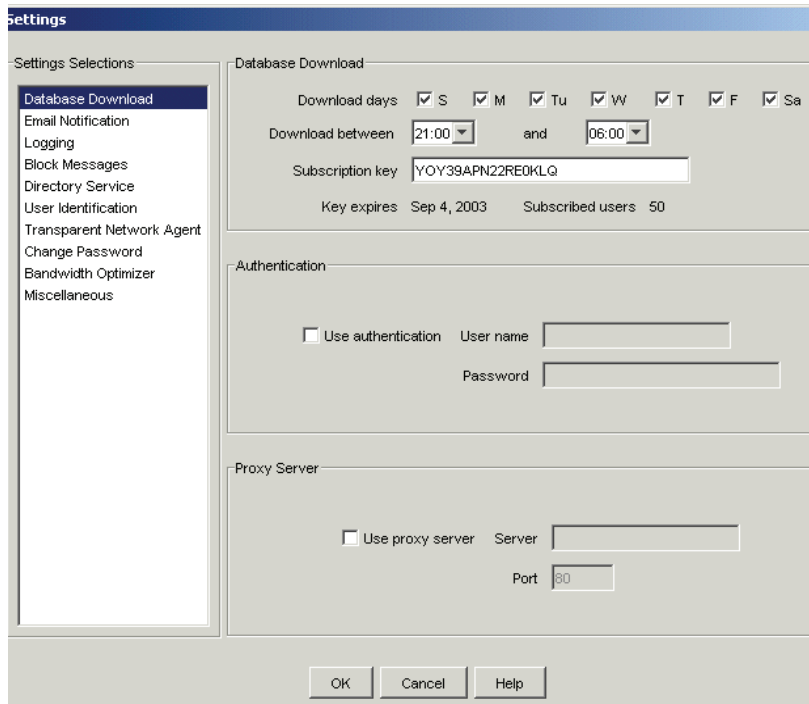 Settings
Settings Selections
Database Download
Email Notification
Logging
Block Messages
Directory Service
User Identification
Transparent Network Agent
Change Password
Bandwidth Optimizer
Miscellaneous
Database Download
Download days S M Tu W T F Sa
Download between 21:00 and 06:00
Subscription key YOY39APN22RE0KLQ
Key expires Sep 4, 2003 Subscribed users 50
Authentication
Use authentication User name
Password
Proxy Server
Use proxy server Server
Port 80
OK Cancel Help